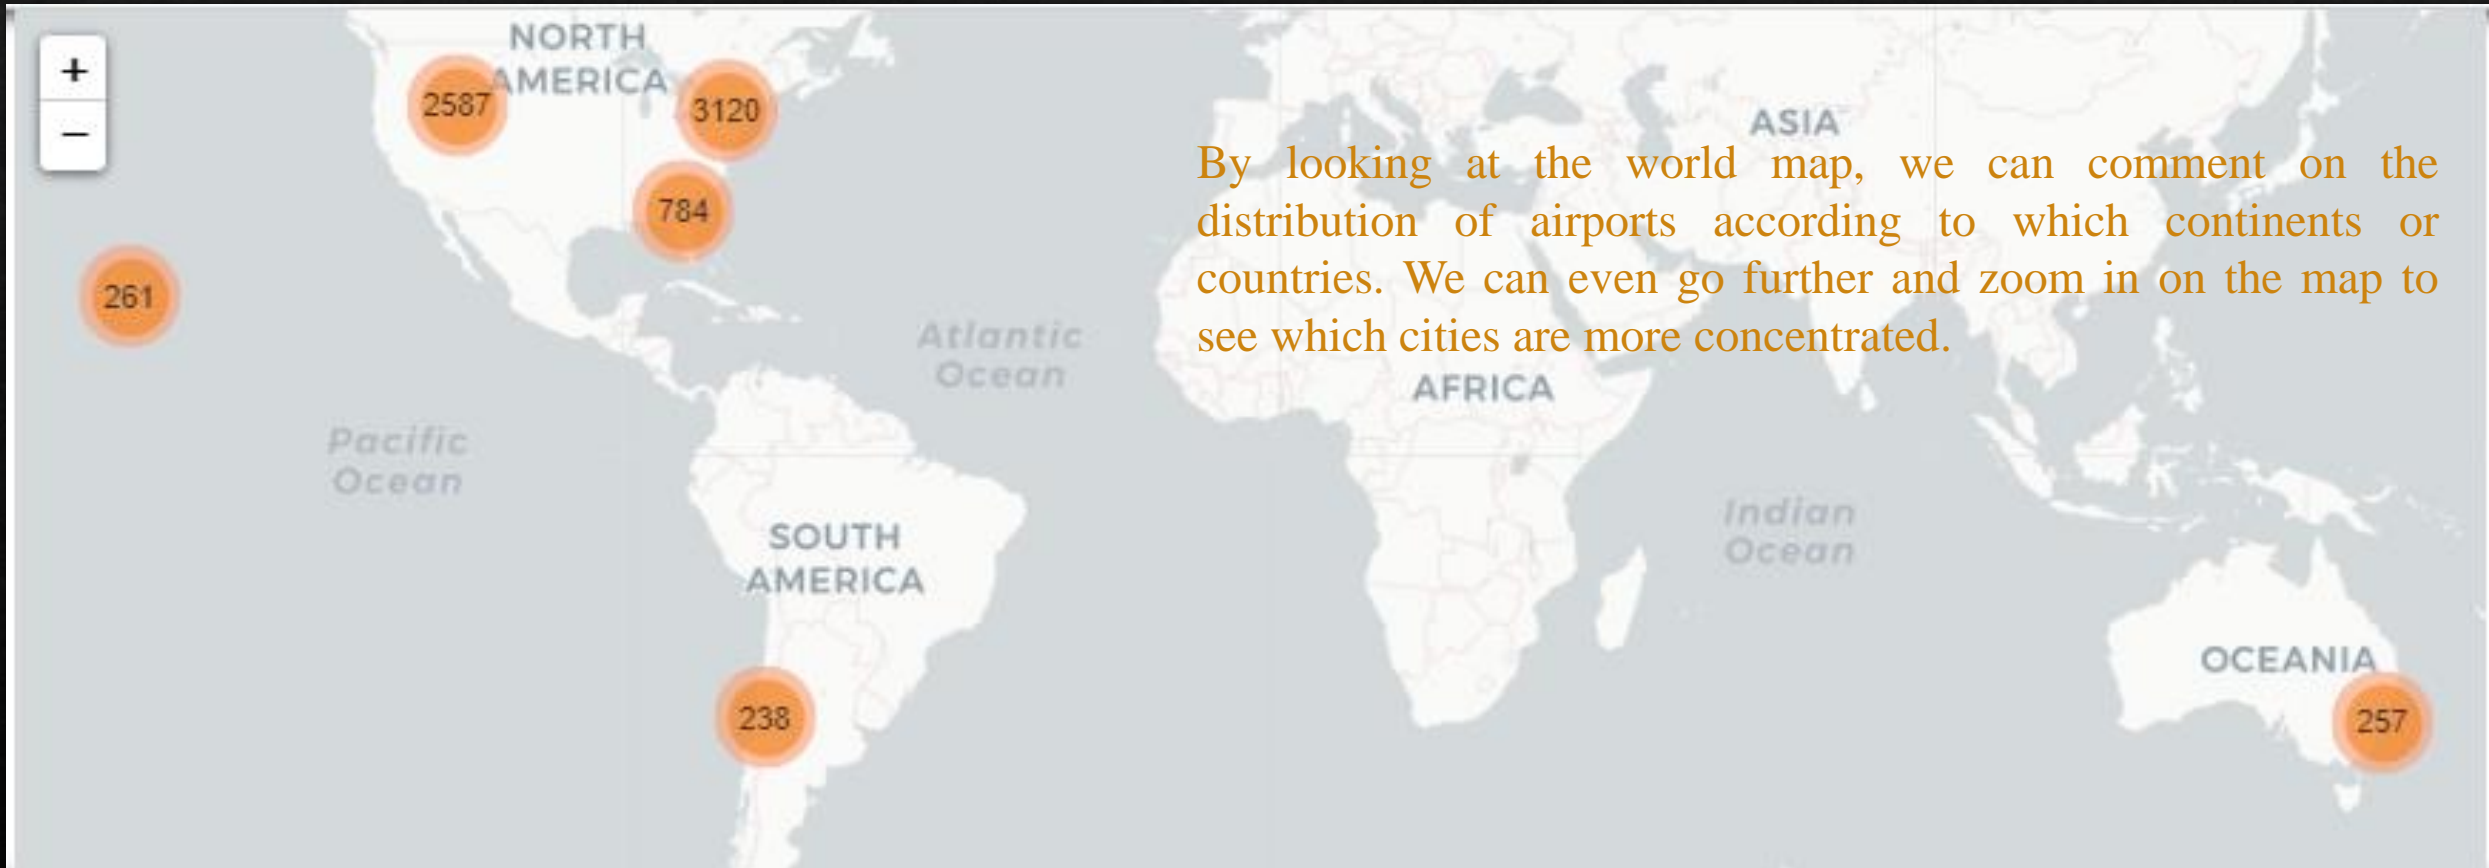 +
−
NORTH
AMERICA
2587
3120
784
261
ASIA
By looking at the world map, we can comment on the
distribution of airports according to which continents or
countries. We can even go further and zoom in on the map to
see which cities are more concentrated.
Atlantic
Ocean
AFRICA
Pacific
Ocean
SOUTH
AMERICA
Indian
Ocean
OCEANIA
238
257